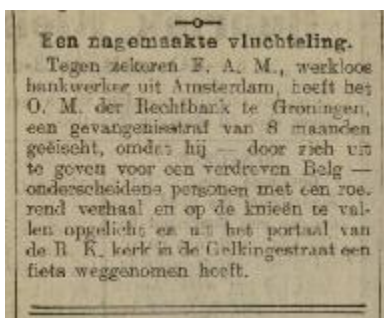 Een nagemaakte vluchteling.
Tegen zekeren F. A. M., werkloos
bankwerker uit Amsterdam, heeft het
O. M. der Rechtbank te Groningen,
een gevangenisstraf van 8 maanden
geëischt, omdat hij — door zich uit
te geven voor een verdreven Belg —
onderscheidene personen met een roe-
rend verhaal en op de knieën te val-
len opgelicht en uit het portaal van
de R. K. kerk in de Gelkingestraat een
fiets weggenomen heeft.